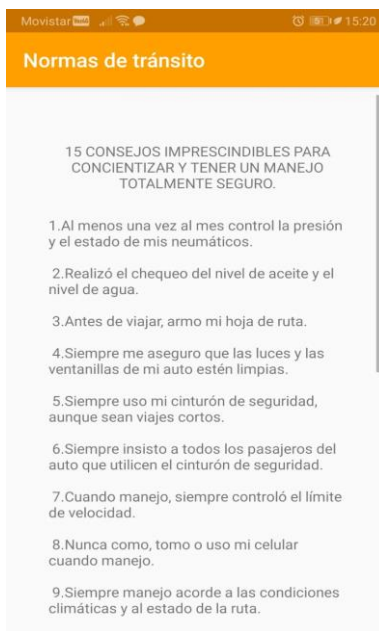 Movistar VoWiFi 15:20
Normas de tránsito
15 CONSEJOS IMPRESCINDIBLES PARA
CONCIENTIZAR Y TENER UN MANEJO
TOTALMENTE SEGURO.
1.Al menos una vez al mes control la presión
y el estado de mis neumáticos.
2.Realizó el chequeo del nivel de aceite y el
nivel de agua.
3.Antes de viajar, armo mi hoja de ruta.
4.Siempre me aseguro que las luces y las
ventanillas de mi auto estén limpias.
5.Siempre uso mi cinturón de seguridad,
aunque sean viajes cortos.
6.Siempre insisto a todos los pasajeros del
auto que utilicen el cinturón de seguridad.
7.Cuando manejo, siempre controló el límite
de velocidad.
8.Nunca como, tomo o uso mi celular
cuando manejo.
9.Siempre manejo acorde a las condiciones
climáticas y al estado de la ruta.